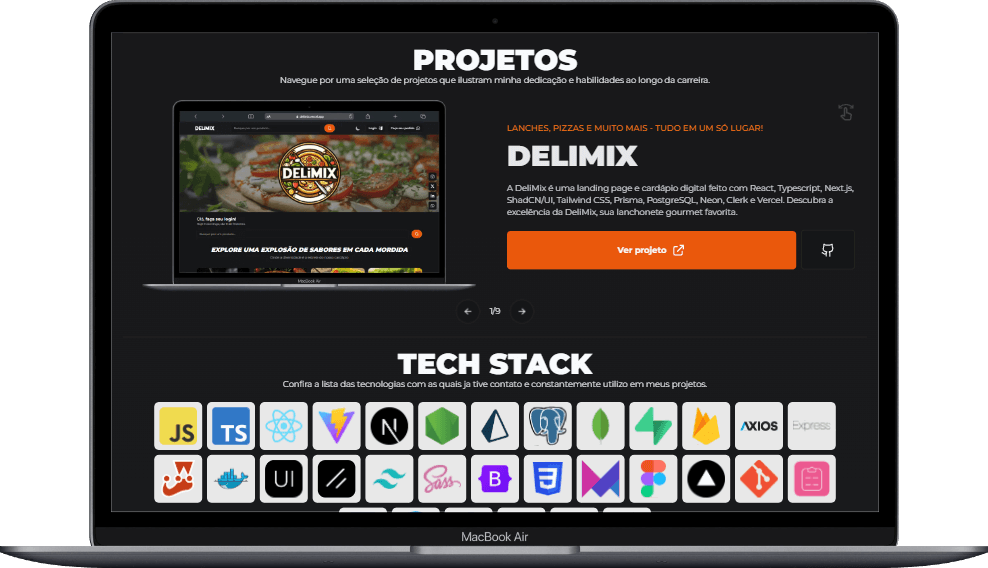 PROJETOS
Navegue por uma seleção de projetos que ilustram minha dedicação e habilidades ao longo da carreira.
DELIMIX
Login
DELiMIX
Olá, faça seu login!
EXPLORE UMA EXPLOSÃO DE SABORES EM CADA MORDIDA
MacBook Air
LANCHES, PIZZAS E MUITO MAIS - TUDO EM UM SÓ LUGAR!
DELIMIX
A DeliMix é uma landing page e cardápio digital feito com React, Typescript, Next.js,
ShadCN/UI, Tailwind CSS, Prisma, PostgreSQL, Neon, Clerk e Vercel. Descubra a
excelência da DeliMix, sua lanchonete gourmet favorita.
Ver projeto
1/9
TECH STACK
Confira a lista das tecnologias com as quais ja tive contato e constantemente utilizo em meus projetos.
JS
TS
N
AXIOS
Express
UI
Sass
B
MacBook Air